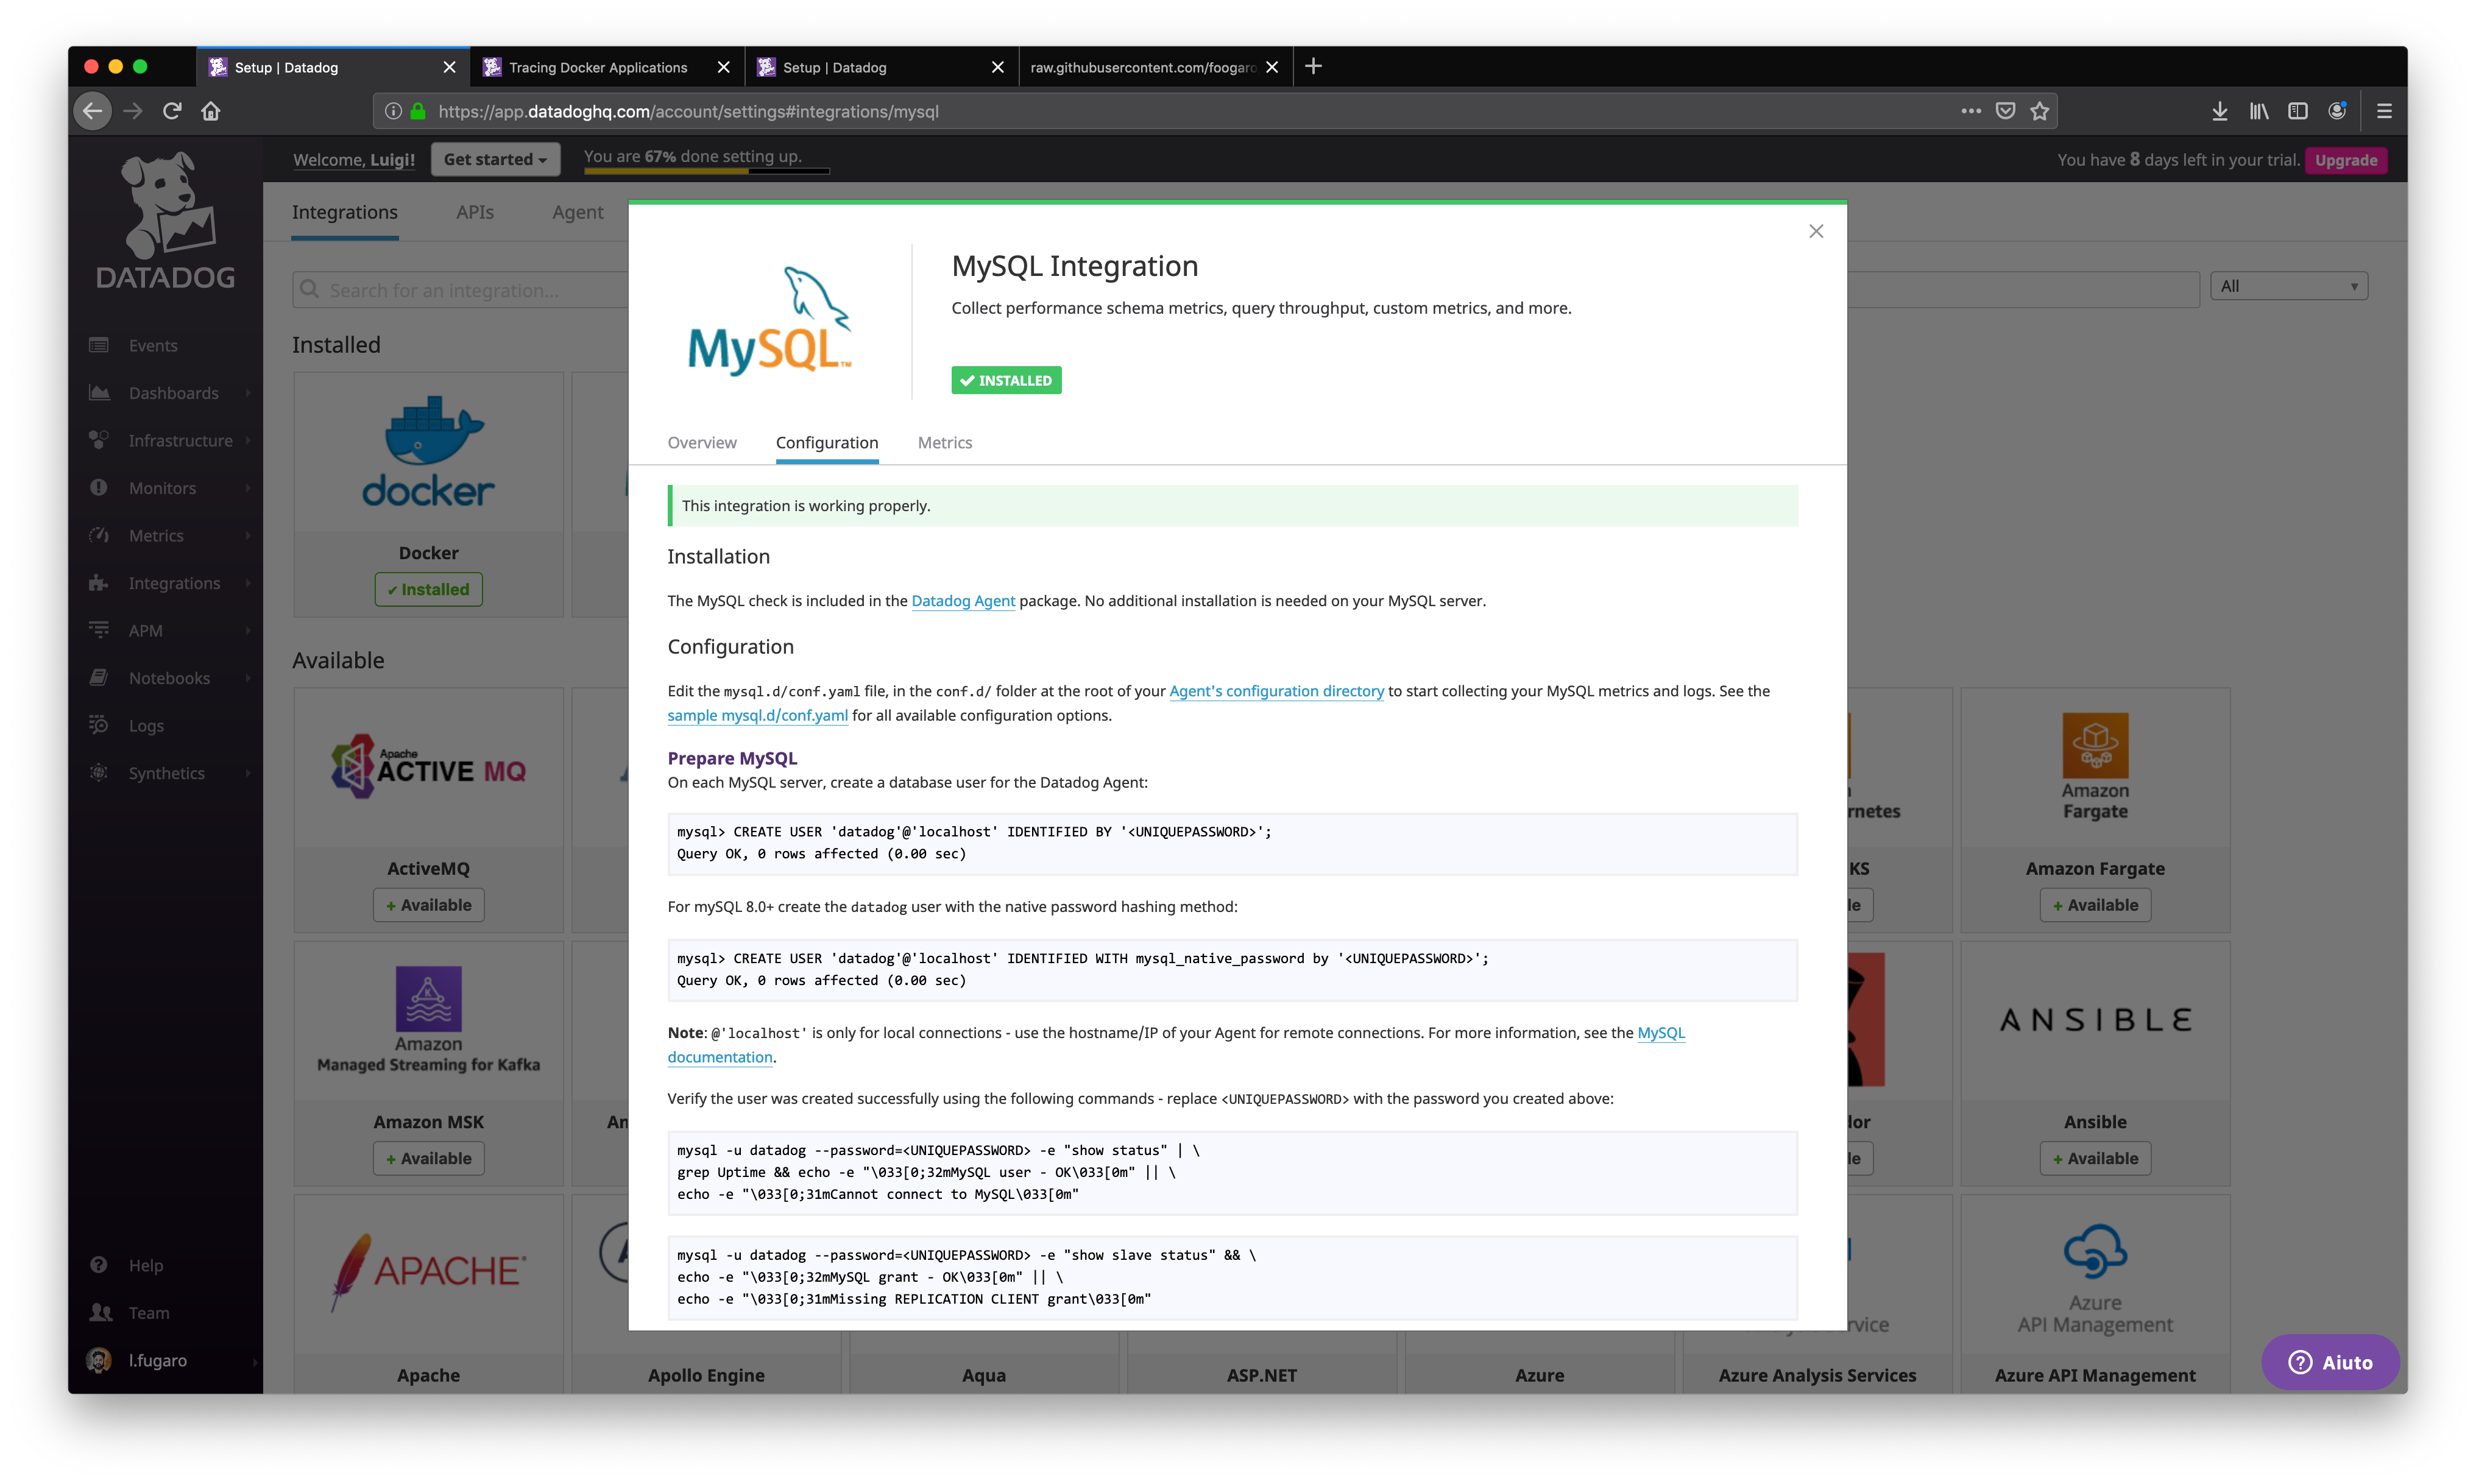 Setup | Datadog
Tracing Docker Applications
Setup | Datadog
raw.githubusercontent.com/foogaro
https://app.datadoghq.com/account/settings#integrations/mysql
DATADOG
Welcome, Luigi!
Get started
You are 67% done setting up.
You have 8 days left in your trial.
Upgrade
Events
Dashboards
Infrastructure
Monitors
Metrics
Integrations
APM
Notebooks
Logs
Synthetics
Help
Team
l.fugaro
Integrations
APIs
Agent
Search for an integration...
All
Installed
docker
Docker
✔ Installed
Available
Apache
ACTIVE MQ
ActiveMQ
+ Available
Amazon
Managed Streaming for Kafka
Amazon MSK
+ Available
APACHE
Apache
Apollo Engine
Aqua
ASP.NET
Azure
Azure Analysis Services
Azure API Management
MySQL™
MySQL Integration
Collect performance schema metrics, query throughput, custom metrics, and more.
✔ INSTALLED
Overview
Configuration
Metrics
This integration is working properly.
Installation
The MySQL check is included in the Datadog Agent package. No additional installation is needed on your MySQL server.
Configuration
Edit the mysql.d/conf.yaml file, in the conf.d/ folder at the root of your Agent's configuration directory to start collecting your MySQL metrics and logs. See the
sample mysql.d/conf.yaml for all available configuration options.
Prepare MySQL
On each MySQL server, create a database user for the Datadog Agent:
mysql> CREATE USER 'datadog'@'localhost' IDENTIFIED BY '<UNIQUEPASSWORD>';
Query OK, 0 rows affected (0.00 sec)
For mySQL 8.0+ create the datadog user with the native password hashing method:
mysql> CREATE USER 'datadog'@'localhost' IDENTIFIED WITH mysql_native_password by '<UNIQUEPASSWORD>';
Query OK, 0 rows affected (0.00 sec)
Note: @'localhost' is only for local connections - use the hostname/IP of your Agent for remote connections. For more information, see the MySQL
documentation.
Verify the user was created successfully using the following commands - replace <UNIQUEPASSWORD> with the password you created above:
mysql -u datadog --password=<UNIQUEPASSWORD> -e "show status" | \
grep Uptime && echo -e "\033[0;32mMySQL user - OK\033[0m" || \
echo -e "\033[0;31mCannot connect to MySQL\033[0m"
mysql -u datadog --password=<UNIQUEPASSWORD> -e "show slave status" && \
echo -e "\033[0;32mMySQL grant - OK\033[0m" || \
echo -e "\033[0;31mMissing REPLICATION CLIENT grant\033[0m"
Amazon
Fargate
Amazon Fargate
+ Available
ANSIBLE
Ansible
+ Available
Azure
API Management
Aiuto